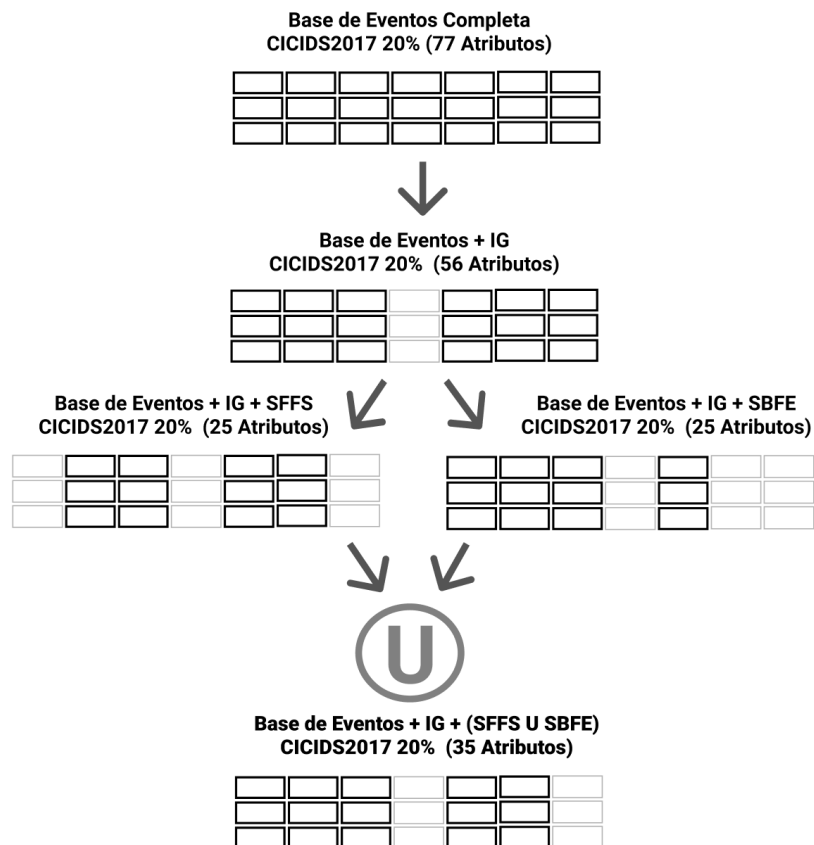 Base de Eventos Completa
CICIDS2017 20% (77 Atributos)
Base de Eventos + IG
CICIDS2017 20% (56 Atributos)
Base de Eventos + IG + SFFS
CICIDS2017 20% (25 Atributos)
Base de Eventos + IG + SBFE
CICIDS2017 20% (25 Atributos)
U
Base de Eventos + IG + (SFFS U SBFE)
CICIDS2017 20% (35 Atributos)